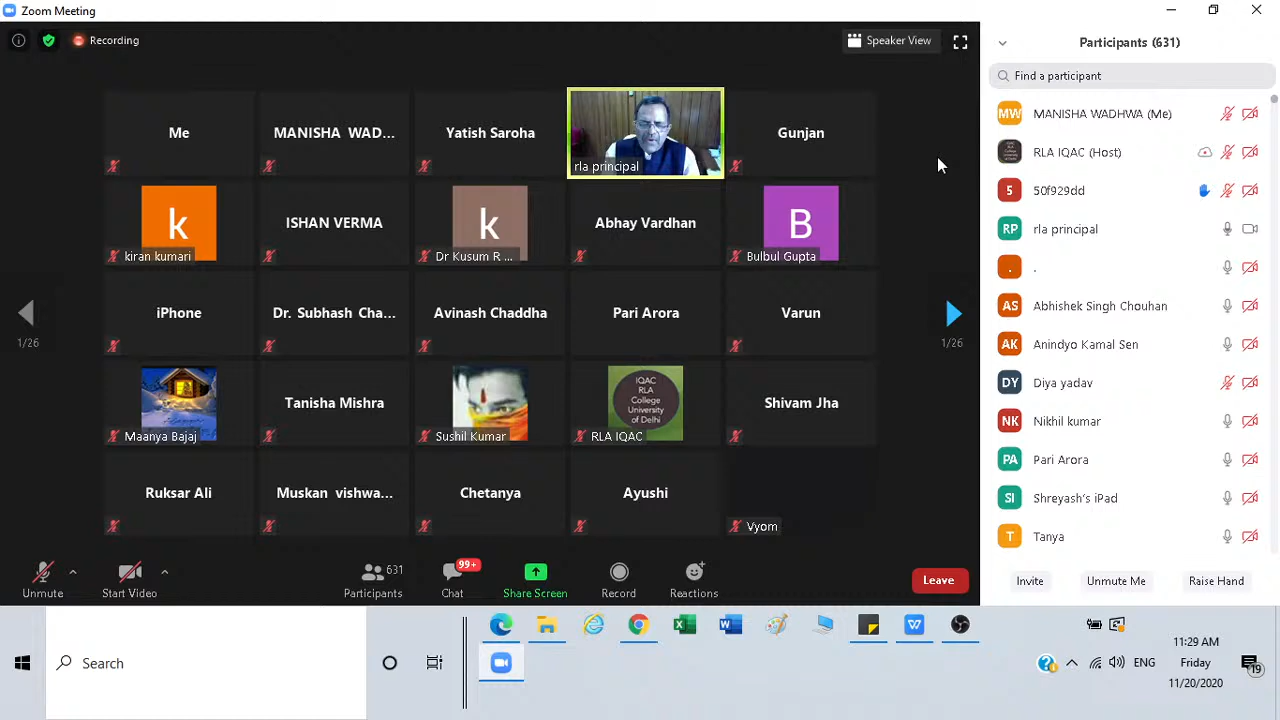 Zoom Meeting
Recording
Speaker View
Participants (631)
Find a participant
Me
MANISHA WAD...
Yatish Saroha
rla principal
Gunjan
k
kiran kumari
ISHAN VERMA
k
Dr Kusum R ...
Abhay Vardhan
B
Bulbul Gupta
iPhone
Dr. Subhash Cha...
Avinash Chaddha
Pari Arora
Varun
1/26
1/26
Maanya Bajaj
Tanisha Mishra
Sushil Kumar
IQAC
RLA
College
University
of Delhi
RLA IQAC
Shivam Jha
Ruksar Ali
Muskan vishwa...
Chetanya
Ayushi
Vyom
MW MANISHA WADHWA (Me)
RLA IQAC (Host)
5 50f929dd
RP rla principal
. .
AS Abhishek Singh Chouhan
AK Anindyo Kamal Sen
DY Diya yadav
NK Nikhil kumar
PA Pari Arora
SI Shreyash's iPad
T Tanya
Invite
Unmute Me
Raise Hand
Unmute
Start Video
631
Participants
99+
Chat
Share Screen
Record
Reactions
Leave
Search
ENG
11:29 AM
Friday
11/20/2020
19